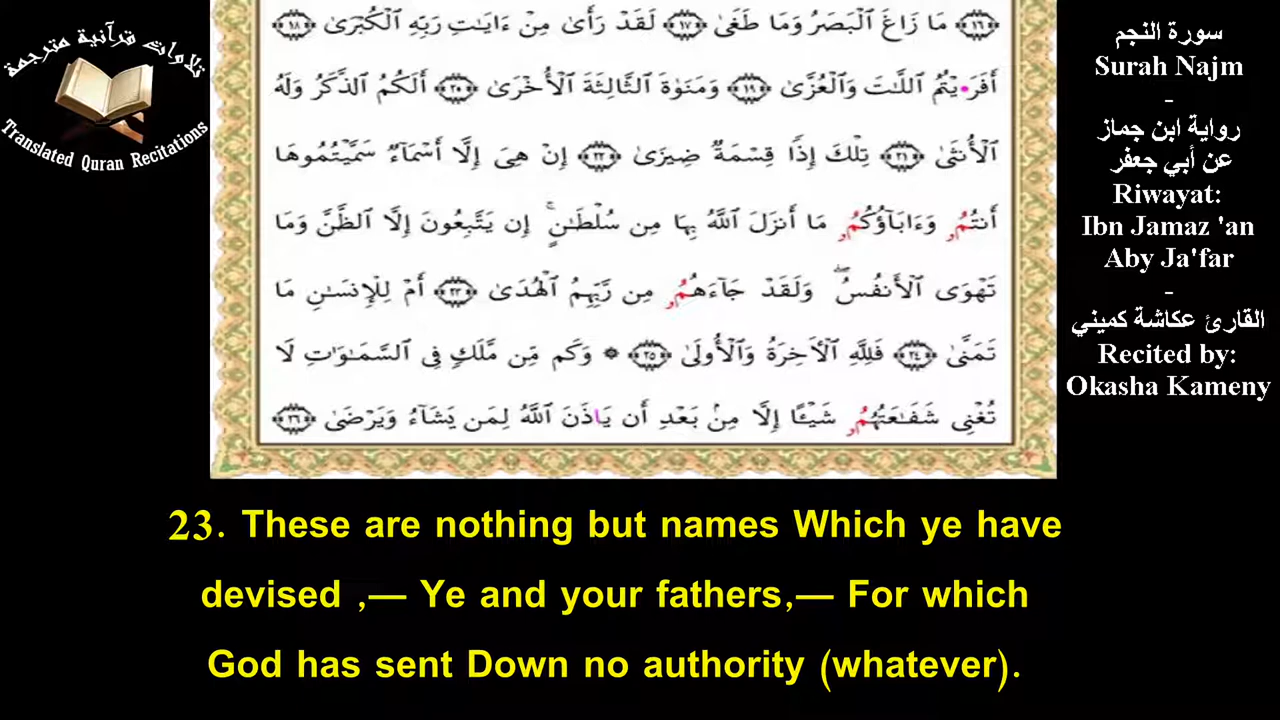 تلاوات قرآنية مترجمة
Translated Quran Recitations
﴿١٦﴾ مَا زَاغَ ٱلْبَصَرُ وَمَا طَغَىٰ ﴿١٧﴾ لَقَدْ رَأَىٰ مِنْ ءَايَـٰتِ رَبِّهِ ٱلْكُبْرَىٰ ﴿١٨﴾
أَفَرَ•يْتُمُ ٱللَّـٰتَ وَٱلْعُزَّىٰ ﴿١٩﴾ وَمَنَوٰةَ ٱلثَّالِثَةَ ٱلْأُخْرَىٰ ﴿٢٠﴾ أَلَكُمُ ٱلذَّكَرُ وَلَهُ
ٱلْأُنثَىٰ ﴿٢١﴾ تِلْكَ إِذًا قِسْمَةٌ ضِيزَىٰ ﴿٢٢﴾ إِنْ هِىَ إِلَّا أَسْمَآءٌ سَمَّيْتُمُوهَا
أَنتُمُۥ وَءَابَآؤُكُمُۥ مَا أَنزَلَ ٱللَّهُ بِهَا مِن سُلْطَـٰنٍ ۚ إِن يَتَّبِعُونَ إِلَّا ٱلظَّنَّ وَمَا
تَهْوَى ٱلْأَنفُسُ ۖ وَلَقَدْ جَآءَهُمُۥ مِن رَّبِّهِمُ ٱلْهُدَىٰ ﴿٢٣﴾ أَمْ لِلْإِنسَـٰنِ مَا
تَمَنَّىٰ ﴿٢٤﴾ فَلِلَّهِ ٱلْأَخِرَةُ وَٱلْأُولَىٰ ﴿٢٥﴾ ۞ وَكَم مِّن مَّلَكٍ فِى ٱلسَّمَـٰوَٰتِ لَا
تُغْنِى شَفَـٰعَتُهُمُۥ شَيْـًٔا إِلَّا مِنۢ بَعْدِ أَن يَاذَنَ ٱللَّهُ لِمَن يَشَآءُ وَيَرْضَىٰ ﴿٢٦﴾
سورة النجم
Surah Najm
-
رواية ابن جماز
عن أبي جعفر
Riwayat:
Ibn Jamaz 'an
Aby Ja'far
-
القارئ عكاشة كميني
Recited by:
Okasha Kameny
23. These are nothing but names Which ye have
devised ,— Ye and your fathers,— For which
God has sent Down no authority (whatever).